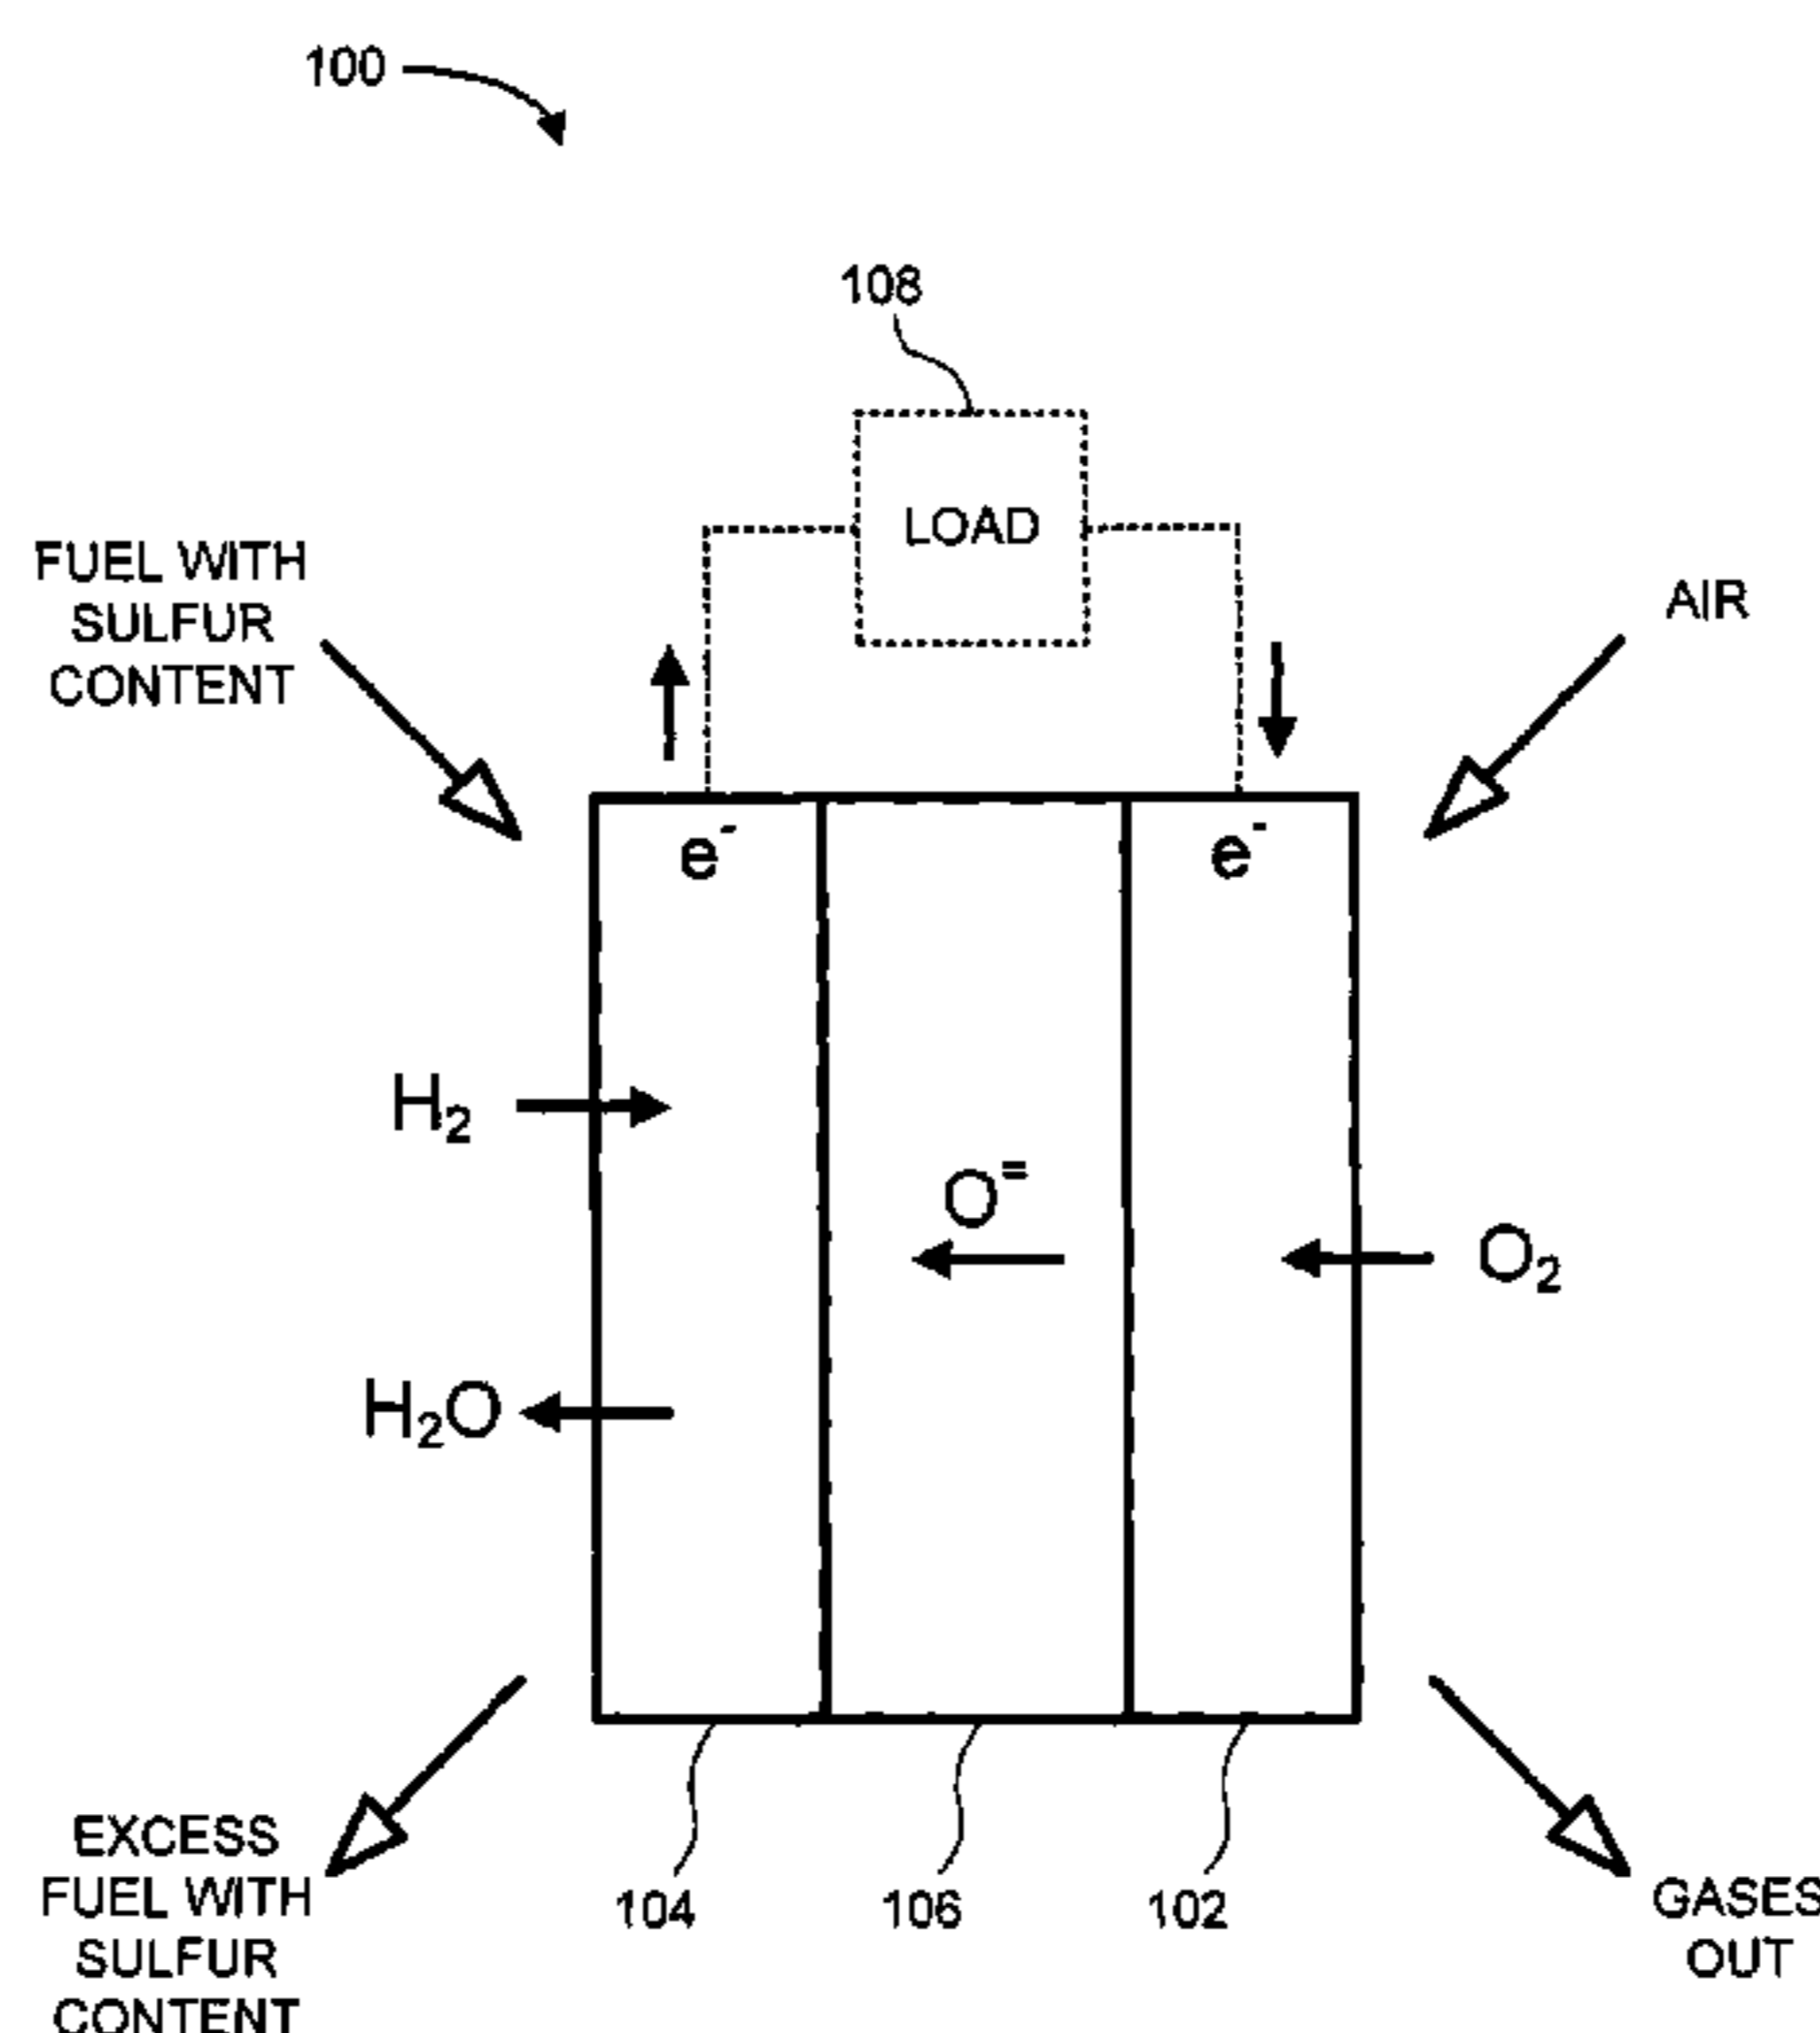 100
108
LOAD
FUEL WITH
SULFUR
CONTENT
AIR
e⁻
e⁻
H₂
O⁼
O₂
H₂O
104
106
102
EXCESS
FUEL WITH
SULFUR
CONTENT
GASES
OUT